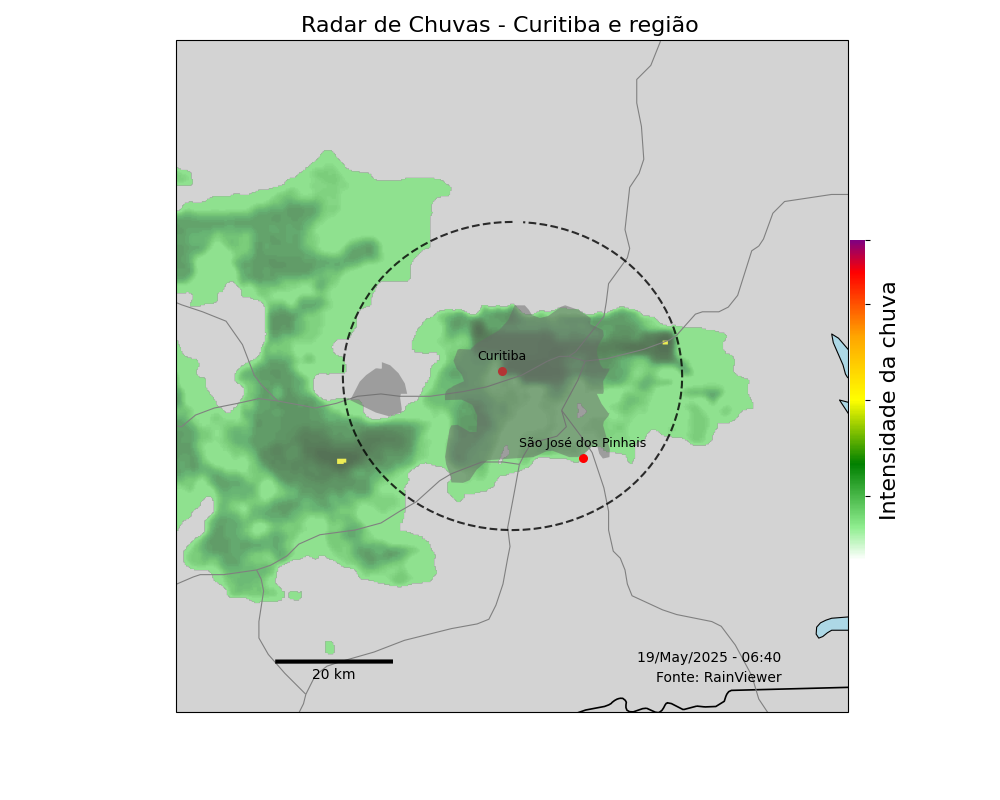 Radar de Chuvas - Curitiba e região
Curitiba
São José dos Pinhais
Intensidade da chuva
19/May/2025 - 06:40
Fonte: RainViewer
20 km